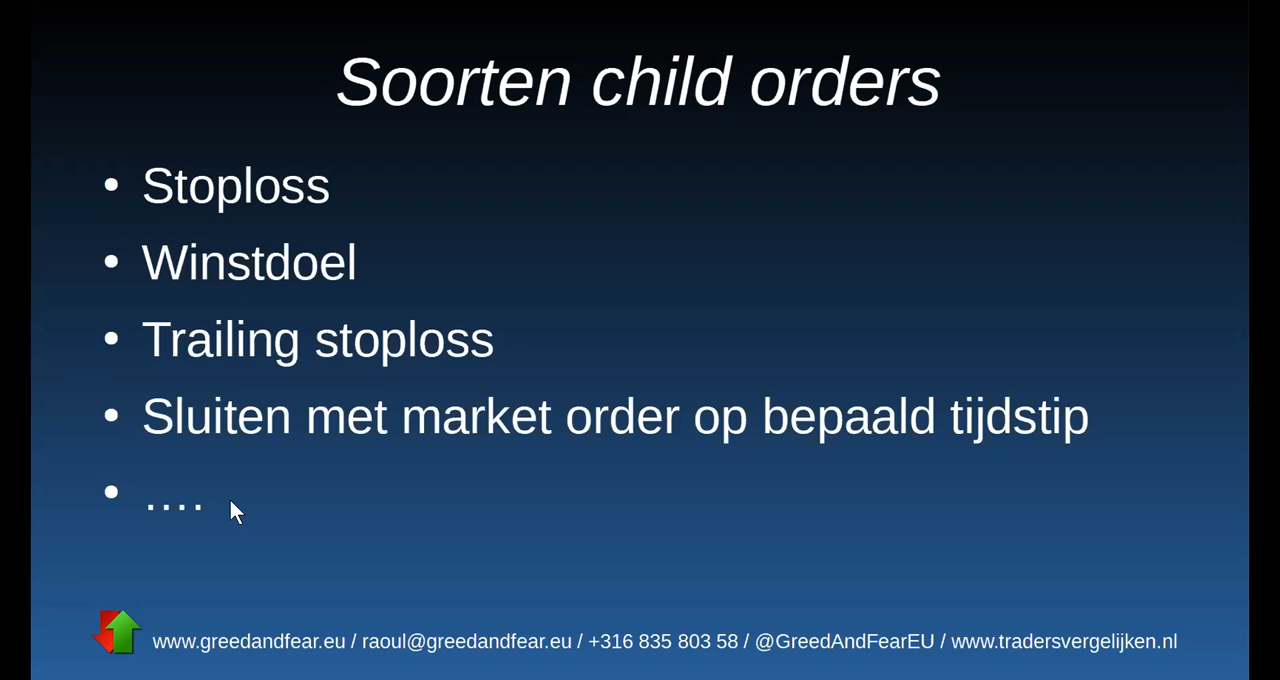 Soorten child orders
• Stoploss
• Winstdoel
• Trailing stoploss
• Sluiten met market order op bepaald tijdstip
• ....
www.greedandfear.eu / raoul@greedandfear.eu / +316 835 803 58 / @GreedAndFearEU / www.tradersvergelijken.nl